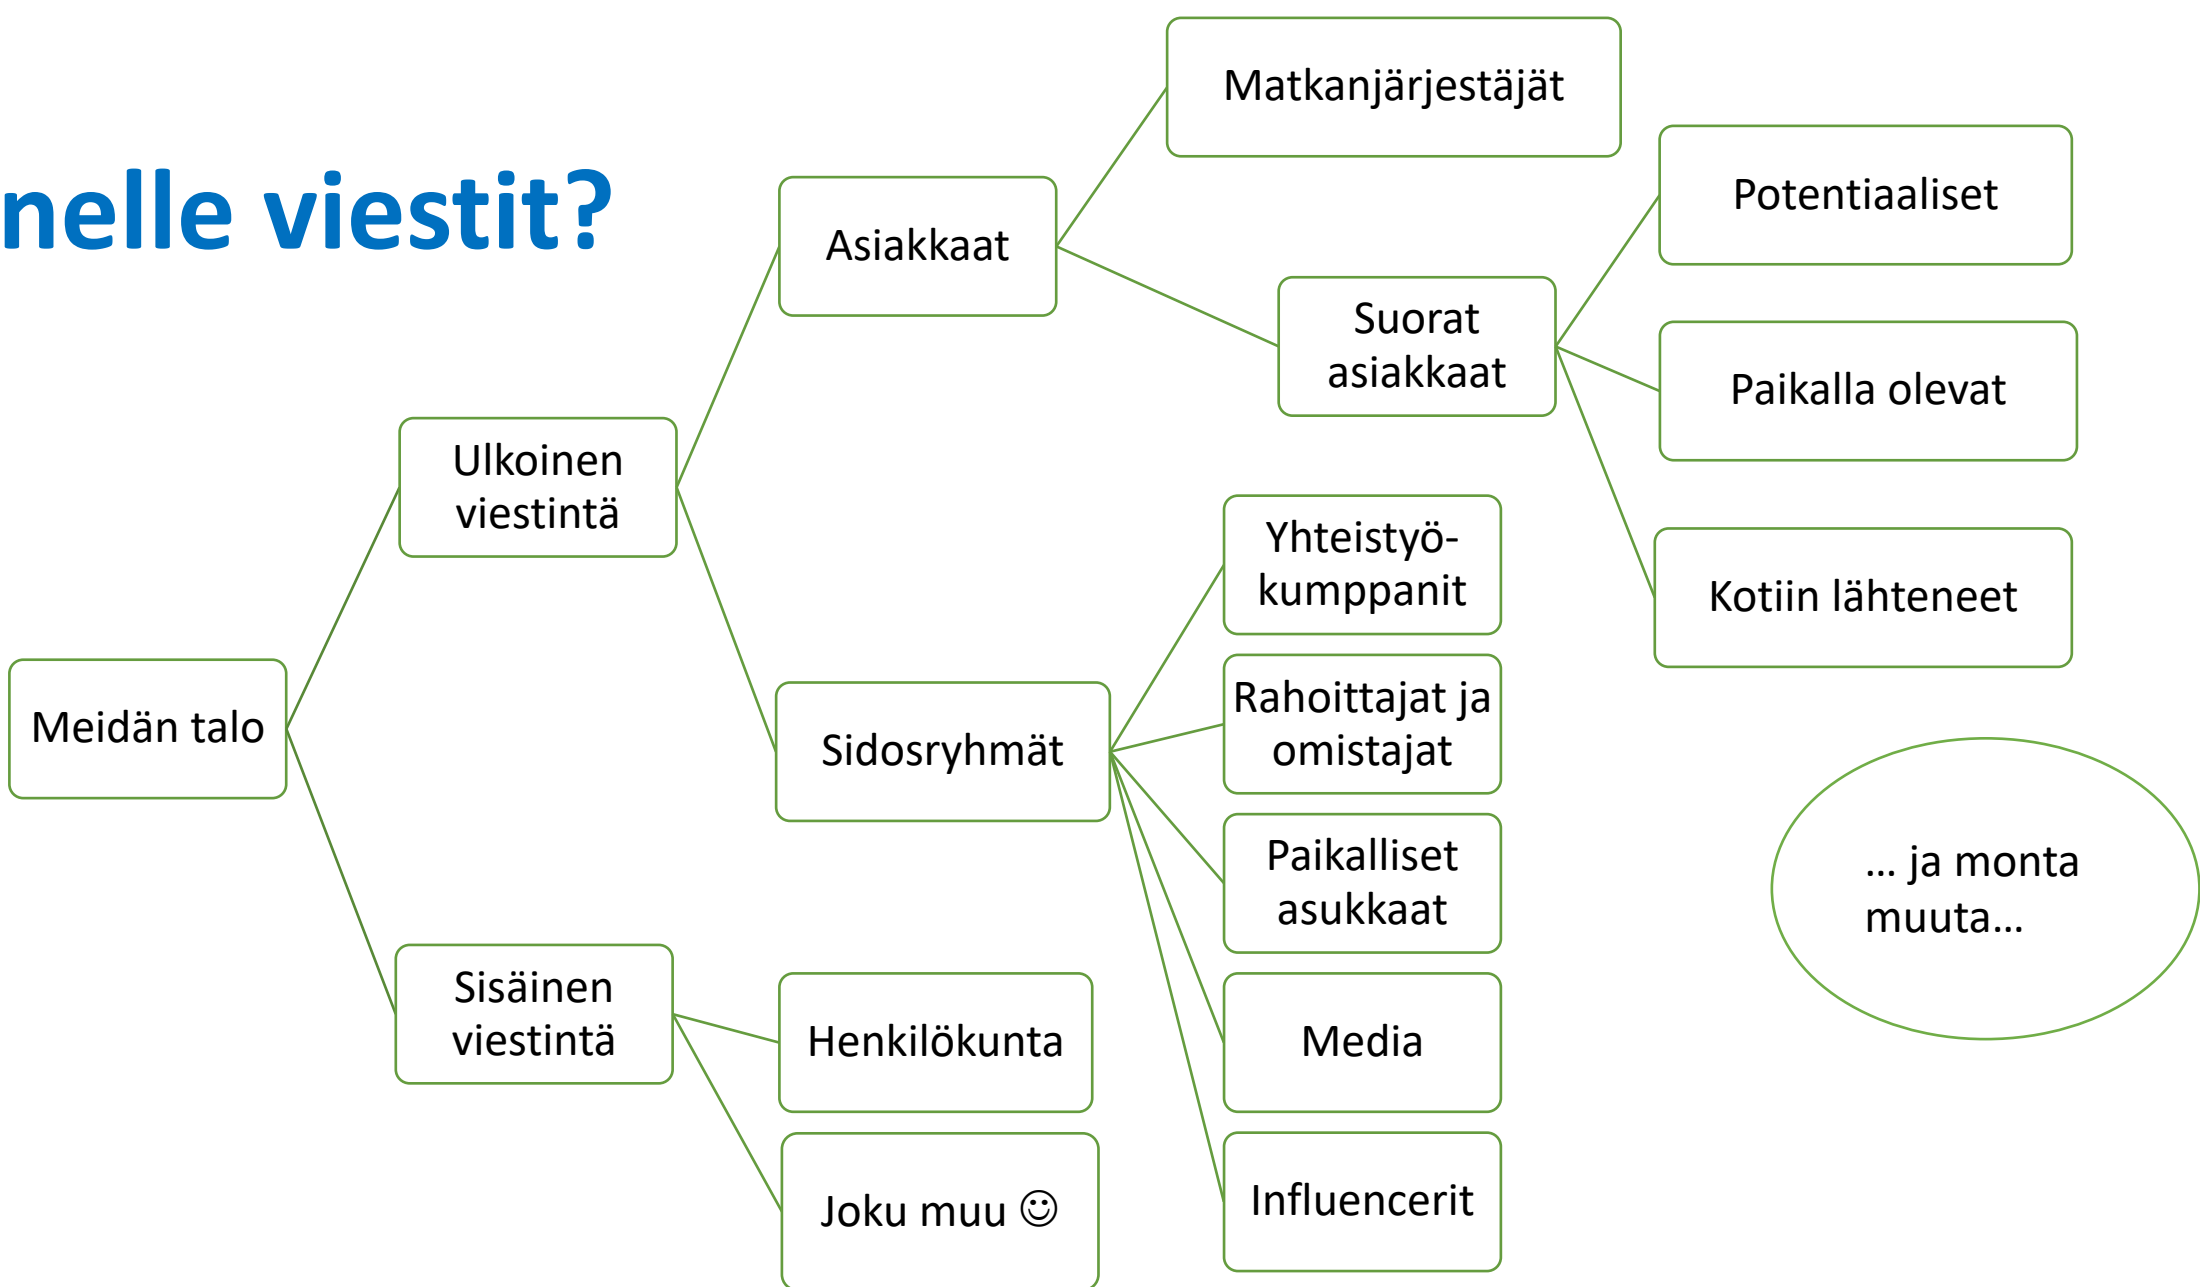 nelle viestit?
Matkanjärjestäjät
Potentiaaliset
Asiakkaat
Suorat
asiakkaat
Paikalla olevat
Ulkoinen
viestintä
Yhteistyö-
kumppanit
Kotiin lähteneet
Meidän talo
Sidosryhmät
Rahoittajat ja
omistajat
Paikalliset
asukkaat
… ja monta
muuta…
Sisäinen
viestintä
Henkilökunta
Media
Joku muu ☺
Influencerit